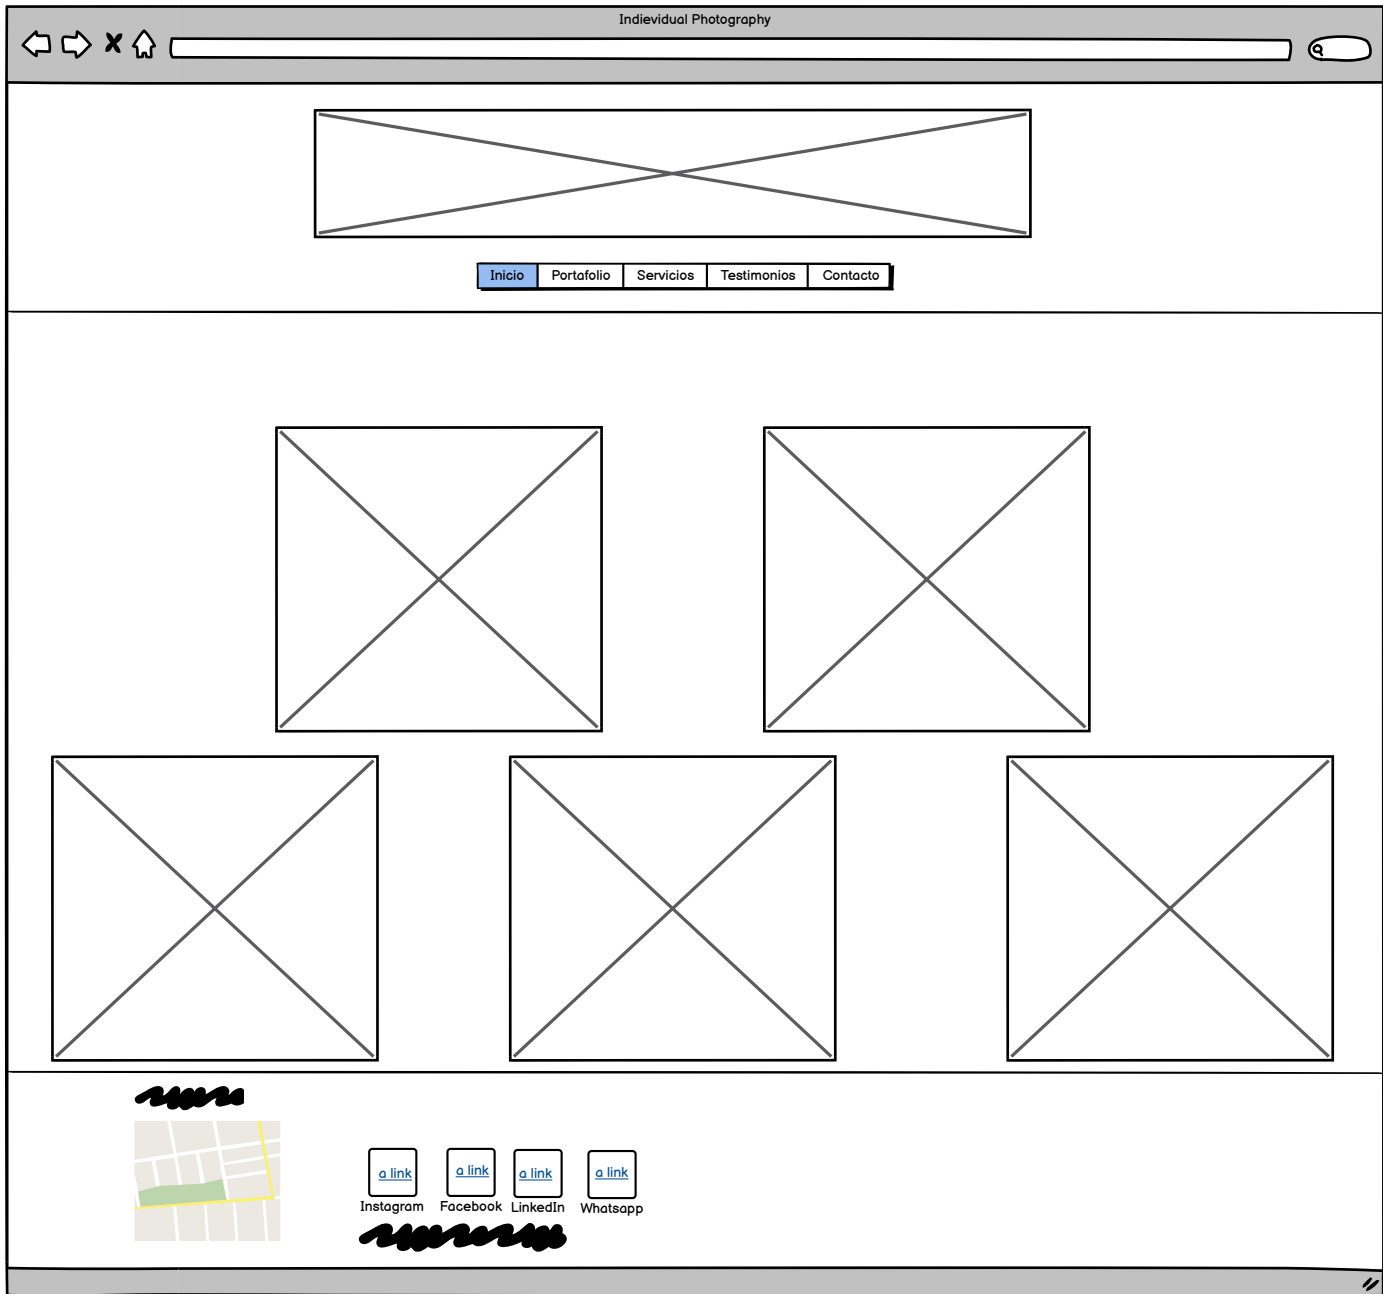 Indievidual Photography
Inicio Portafolio Servicios Testimonios Contacto
a link a link a link a link
Instagram Facebook LinkedIn Whatsapp